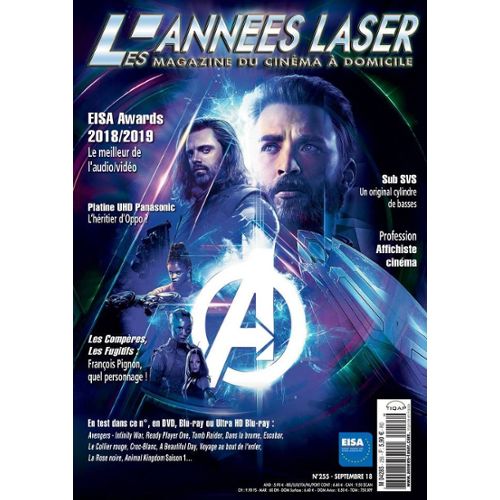 LES ANNEES LASER
MAGAZINE DU CINÉMA À DOMICILE
EISA Awards
2018/2019
Le meilleur de
l'audio/vidéo
Platine UHD Panasonic
L'héritier d'Oppo ?
Sub SVS
Un original cylindre
de basses
Profession
Affichiste
cinéma
Les Compères,
Les Fugitifs :
François Pignon,
quel personnage !
En test dans ce n°, en DVD, Blu-ray ou Ultra HD Blu-ray :
Avengers - Infinity War, Ready Player One, Tomb Raider, Dans la brume, Escobar,
Le Collier rouge, Croc-Blanc, A Beautiful Day, Voyage au bout de l'enfer,
La Rose noire, Animal Kingdom Saison 1...
EISA
N°255 - SEPTEMBRE 18